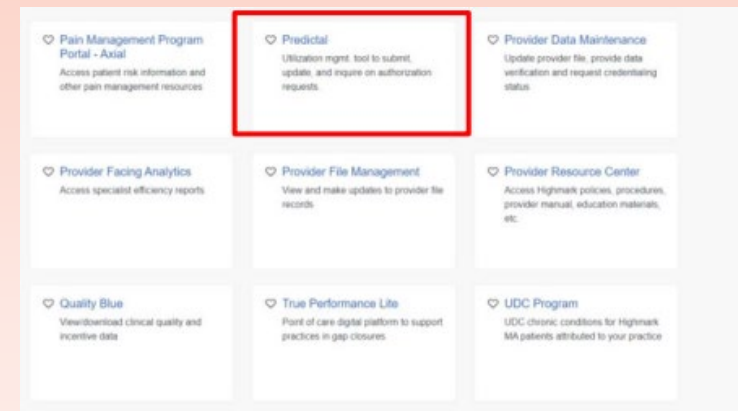 Pain Management Program
Portal - Axial
Access patient risk information and
other pain management resources
Predictal
Utilization mgmt. tool to submit,
update, and inquire on authorization
requests.
Provider Data Maintenance
Update provider file, provide data
verification and request credentialing
status
Provider Facing Analytics
Access specialist efficiency reports
Provider File Management
View and make updates to provider file
records
Provider Resource Center
Access Highmark policies, procedures,
provider manual, education materials,
etc.
Quality Blue
View/download clinical quality and
incentive data
True Performance Lite
Point of care digital platform to support
practices in gap closures
UDC Program
UDC chronic conditions for Highmark
MA patients attributed to your practice